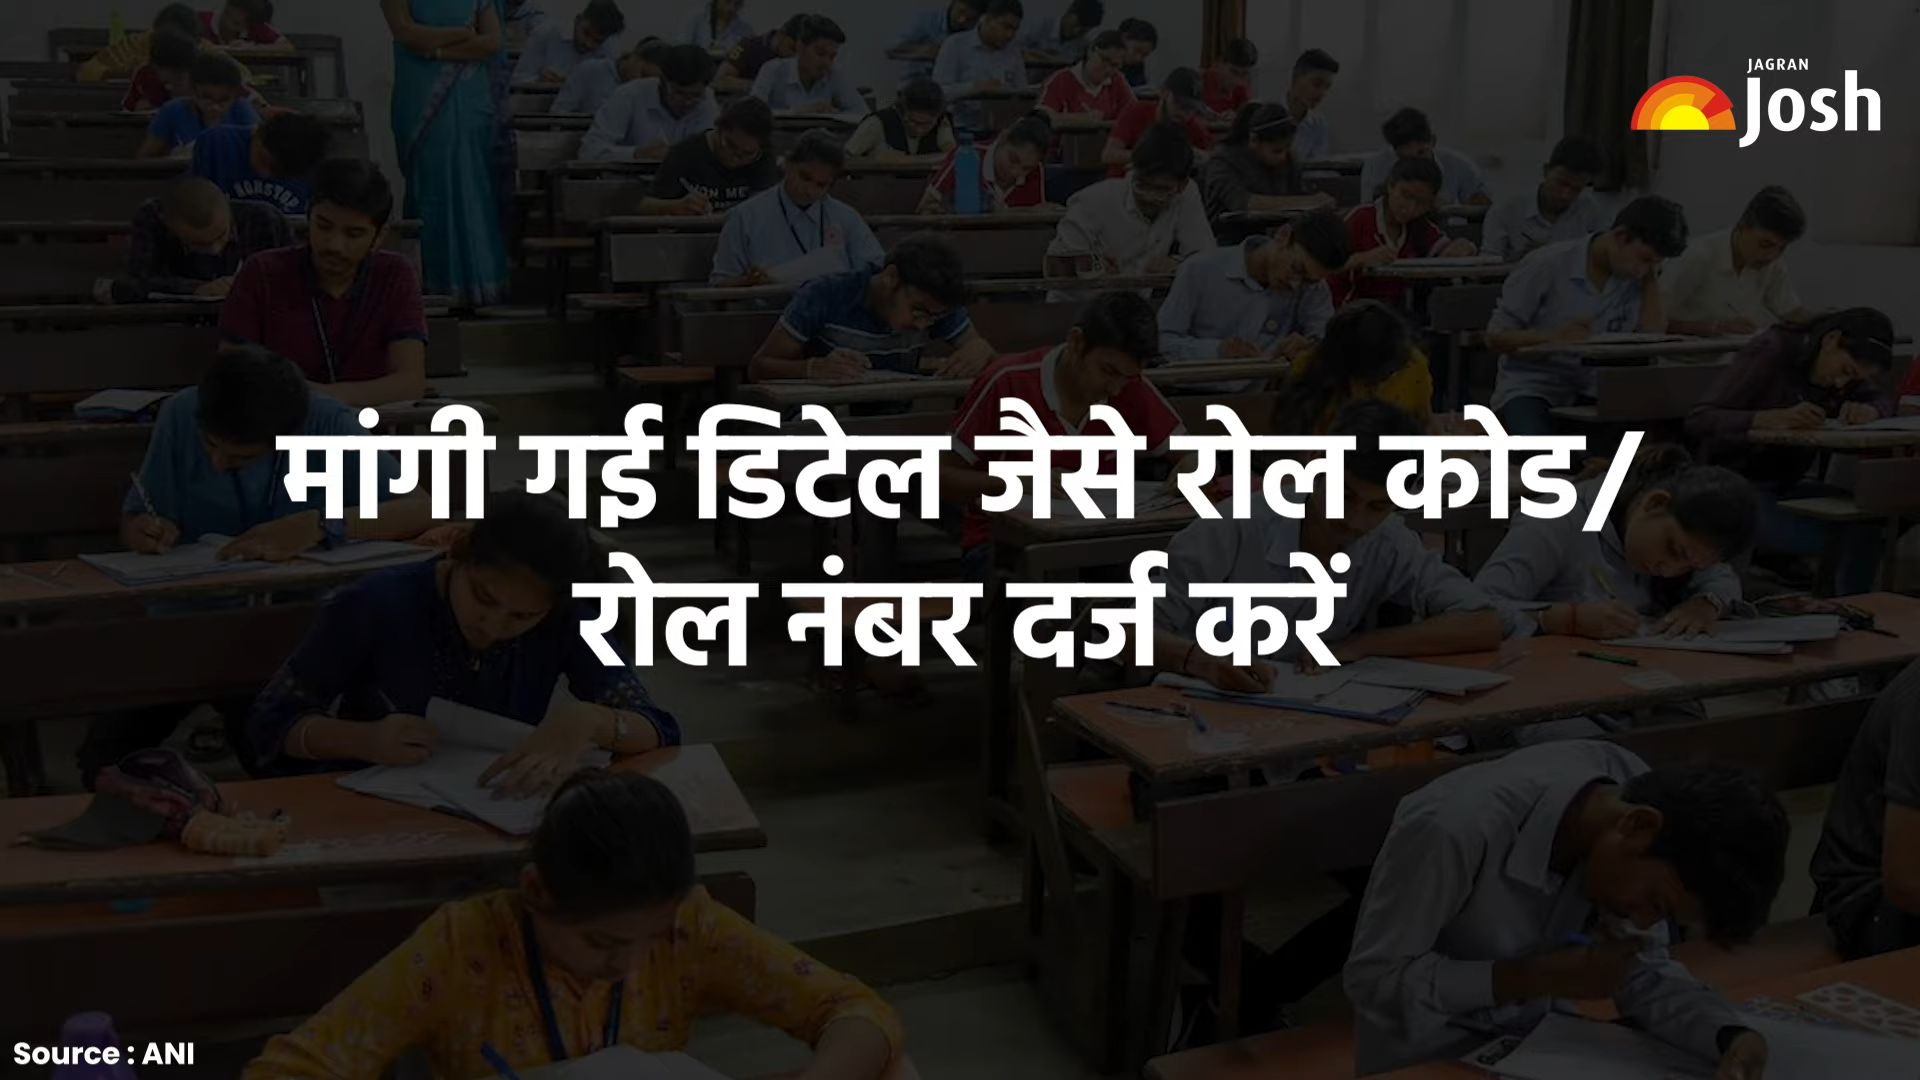 JAGRAN
Josh
मांगी गई डिटेल जैसे रोल कोड/
रोल नंबर दर्ज करें
Source : ANI